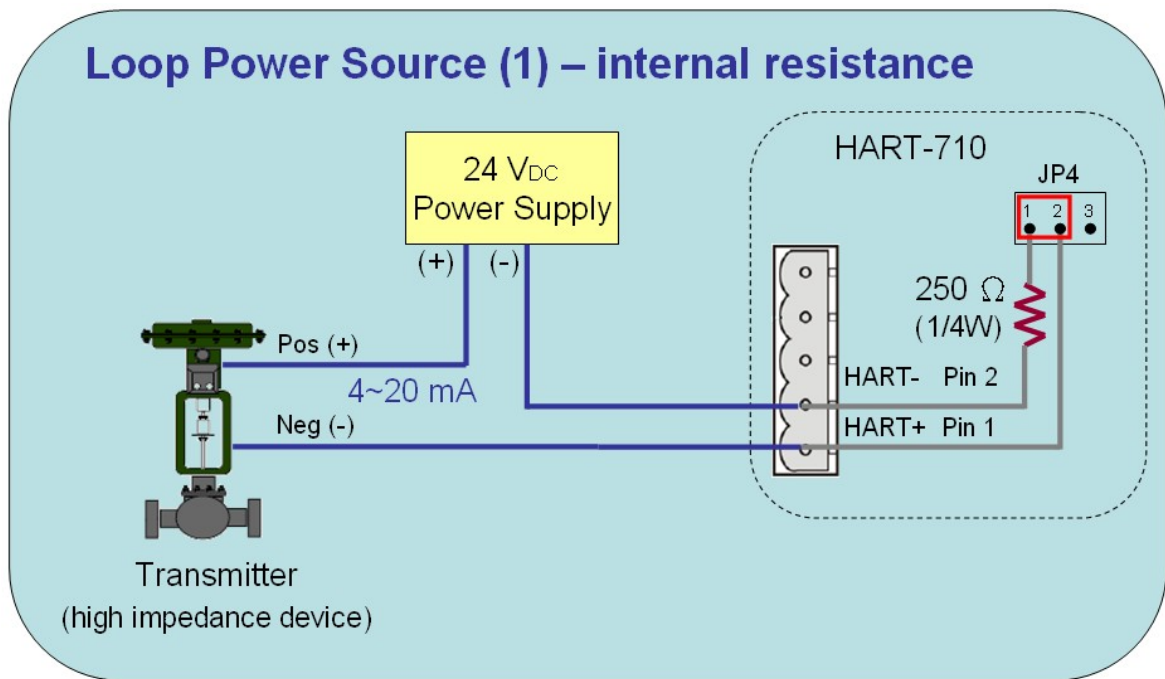 Loop Power Source (1) – internal resistance
24 VDC
Power Supply
(+) (-)
HART-710
JP4
1 2 3
250 Ω
(1/4W)
Pos (+)
4~20 mA
HART- Pin 2
Neg (-)
HART+ Pin 1
Transmitter
(high impedance device)